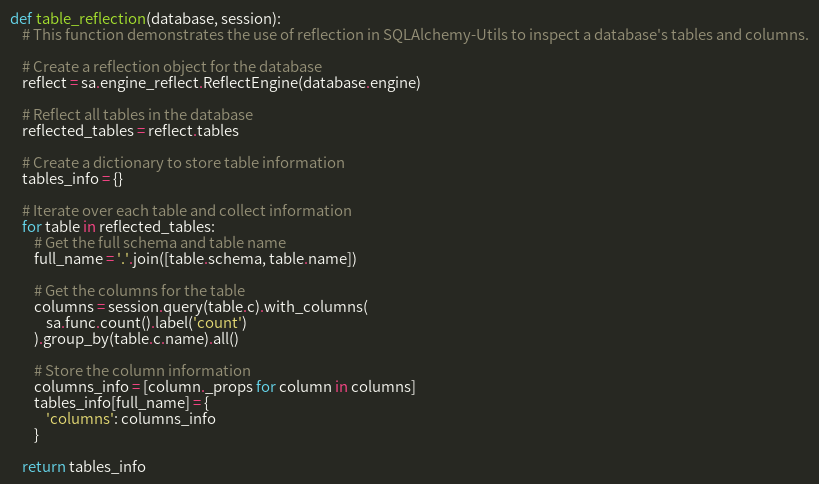 def table_reflection(database, session):
    # This function demonstrates the use of reflection in SQLAlchemy-Utils to inspect a database's tables and columns.
    # Create a reflection object for the database
    reflect = sa.engine_reflect.ReflectEngine(database.engine)
    # Reflect all tables in the database
    reflected_tables = reflect.tables
    # Create a dictionary to store table information
    tables_info = {}
    # Iterate over each table and collect information
    for table in reflected_tables:
        # Get the full schema and table name
        full_name = '.'.join([table.schema, table.name])
        # Get the columns for the table
        columns = session.query(table.c).with_columns(
            sa.func.count().label('count')
        ).group_by(table.c.name).all()
        # Store the column information
        columns_info = [column._props for column in columns]
        tables_info[full_name] = {
            'columns': columns_info
        }
    return tables_info